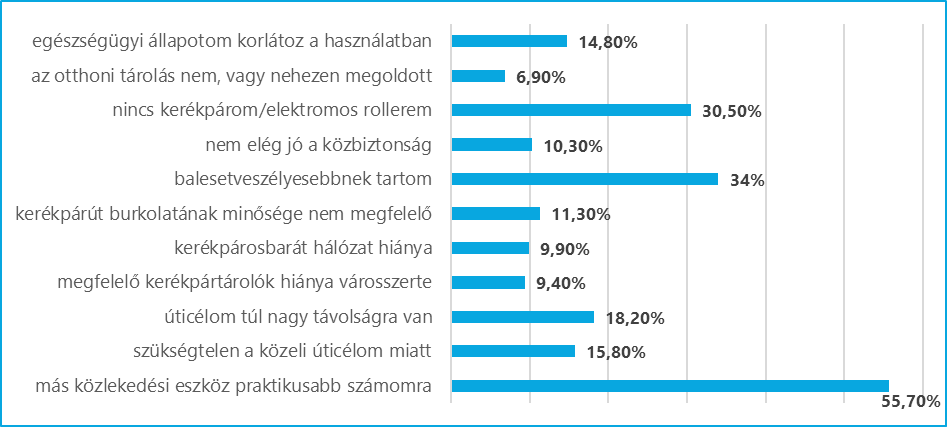 egészségügyi állapotom korlátoz a használatban 14,80%
az otthoni tárolás nem, vagy nehezen megoldott 6,90%
nincs kerékpárom/elektromos rollerem 30,50%
nem elég jó a közbiztonság 10,30%
balesetveszélyesebbnek tartom 34%
kerékpárút burkolatának minősége nem megfelelő 11,30%
kerékpárosbarát hálózat hiánya 9,90%
megfelelő kerékpártárolók hiánya városszerte 9,40%
úticélom túl nagy távolságra van 18,20%
szükségtelen a közeli úticélom miatt 15,80%
más közlekedési eszköz praktikusabb számomra 55,70%